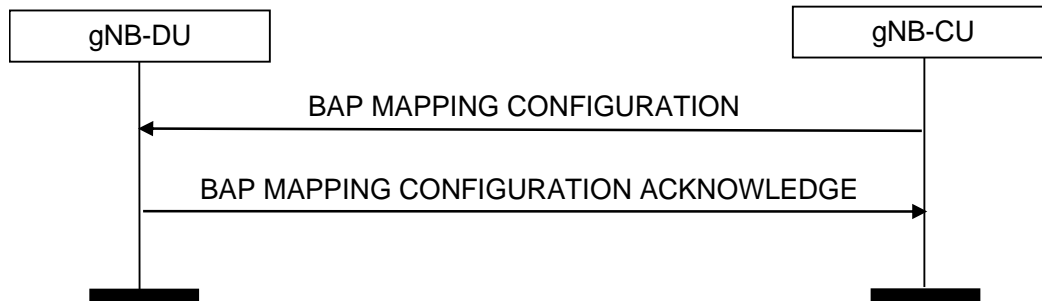 gNB-DU
gNB-CU
BAP MAPPING CONFIGURATION
BAP MAPPING CONFIGURATION ACKNOWLEDGE